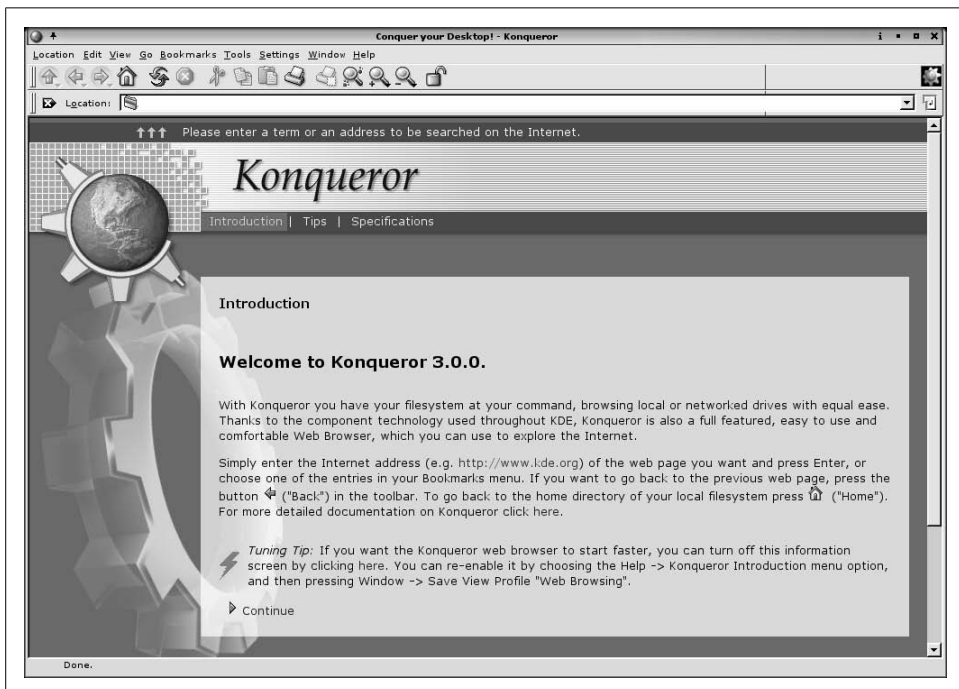 Conquer your Desktop! - Konqueror
Location Edit View Go Bookmarks Tools Settings Window Help
Location:
Please enter a term or an address to be searched on the Internet.
Konqueror
Introduction | Tips | Specifications
Introduction
Welcome to Konqueror 3.0.0.
With Konqueror you have your filesystem at your command, browsing local or networked drives with equal ease.
Thanks to the component technology used throughout KDE, Konqueror is also a full featured, easy to use and
comfortable Web Browser, which you can use to explore the Internet.
Simply enter the Internet address (e.g. http://www.kde.org) of the web page you want and press Enter, or
choose one of the entries in your Bookmarks menu. If you want to go back to the previous web page, press the
button ("Back") in the toolbar. To go back to the home directory of your local filesystem press ("Home").
For more detailed documentation on Konqueror click here.
Tuning Tip: If you want the Konqueror web browser to start faster, you can turn off this information
screen by clicking here. You can re-enable it by choosing the Help -> Konqueror Introduction menu option,
and then pressing Window -> Save View Profile "Web Browsing".
Continue
Done.